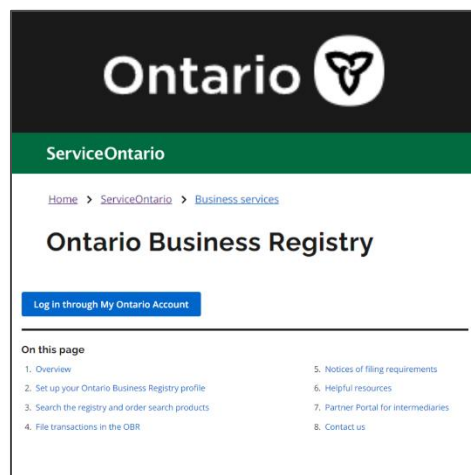 Ontario
ServiceOntario
Home > ServiceOntario > Business services
Ontario Business Registry
Log in through My Ontario Account
On this page
1. Overview
2. Set up your Ontario Business Registry profile
3. Search the registry and order search products
4. File transactions in the OBR
5. Notices of filing requirements
6. Helpful resources
7. Partner Portal for intermediaries
8. Contact us